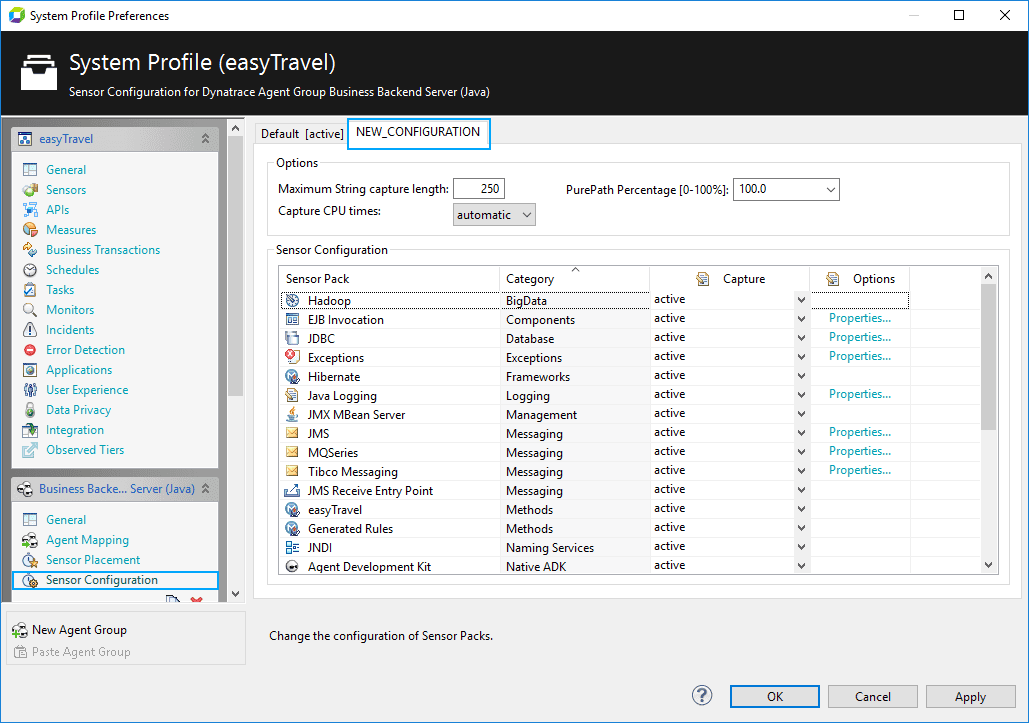 System Profile Preferences
System Profile (easyTravel)
Sensor Configuration for Dynatrace Agent Group Business Backend Server (Java)
easyTravel
General
Sensors
APIs
Measures
Business Transactions
Schedules
Tasks
Monitors
Incidents
Error Detection
Applications
User Experience
Data Privacy
Integration
Observed Tiers
Business Backe... Server (Java)
General
Agent Mapping
Sensor Placement
Sensor Configuration
New Agent Group
Paste Agent Group
Default [active] NEW_CONFIGURATION
Options
Maximum String capture length: 250 PurePath Percentage [0-100%]: 100.0
Capture CPU times: automatic
Sensor Configuration
Sensor Pack Category Capture Options
Hadoop BigData active
EJB Invocation Components active Properties...
JDBC Database active Properties...
Exceptions Exceptions active Properties...
Hibernate Frameworks active
Java Logging Logging active Properties...
JMX MBean Server Management active
JMS Messaging active Properties...
MQSeries Messaging active Properties...
Tibco Messaging Messaging active Properties...
JMS Receive Entry Point Messaging active
easyTravel Methods active
Generated Rules Methods active
JNDI Naming Services active
Agent Development Kit Native ADK active
Change the configuration of Sensor Packs.
? OK Cancel Apply